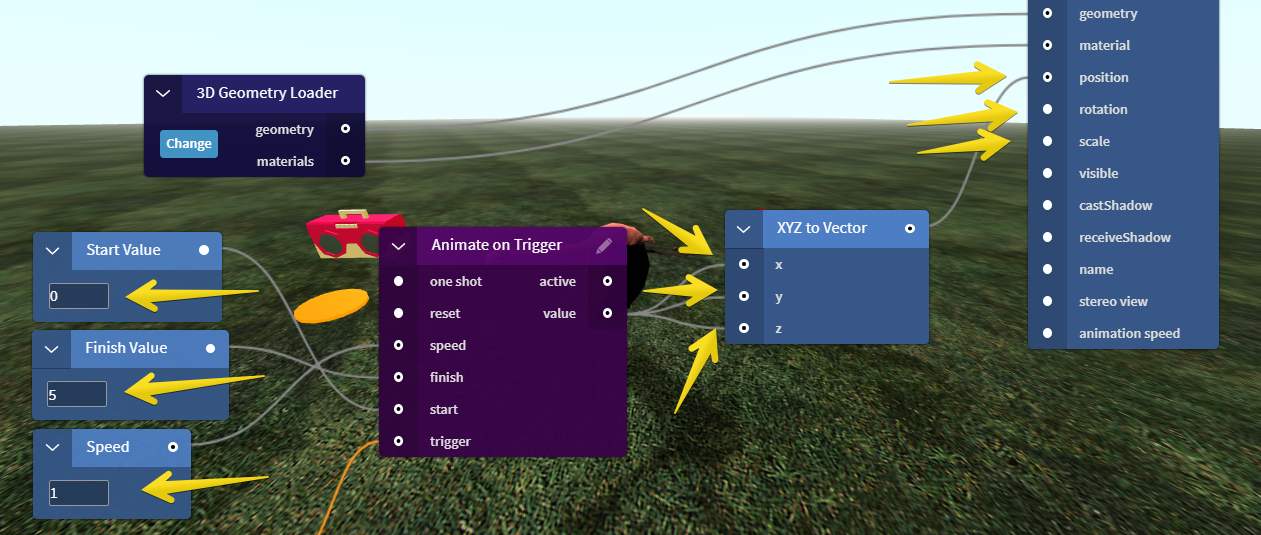 geometry
material
position
rotation
scale
visible
castShadow
receiveShadow
name
stereo view
animation speed
3D Geometry Loader
Change
geometry
materials
Start Value
0
Finish Value
5
Speed
1
Animate on Trigger
one shot active
reset value
speed
finish
start
trigger
XYZ to Vector
x
y
z